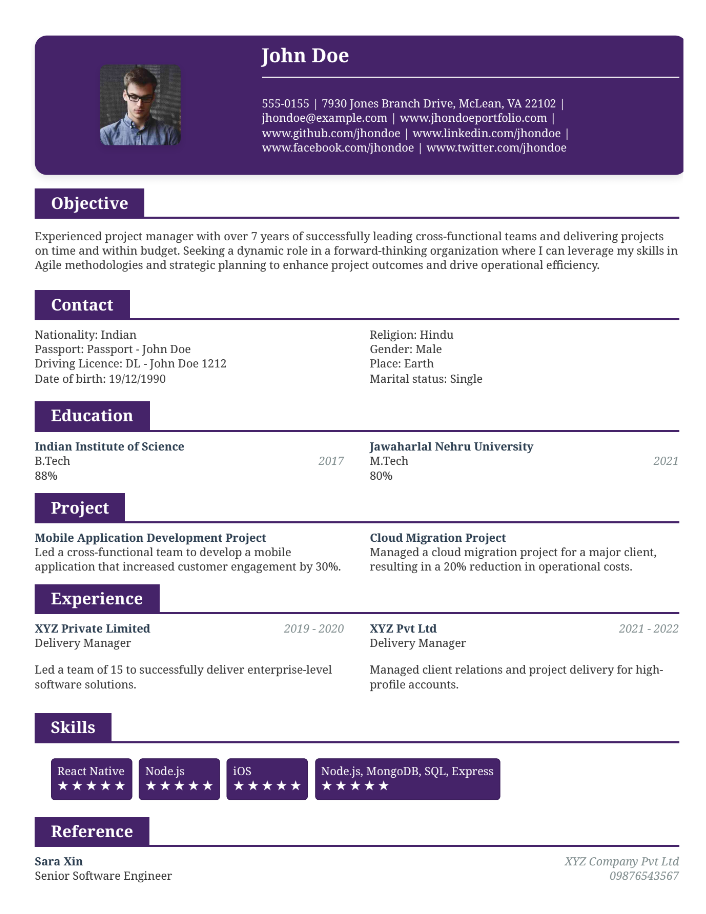 John Doe
555-0155 | 7930 Jones Branch Drive, McLean, VA 22102 |
jhondoe@example.com | www.jhondoeportfolio.com |
www.github.com/jhondoe | www.linkedin.com/jhondoe |
www.facebook.com/jhondoe | www.twitter.com/jhondoe
Objective
Experienced project manager with over 7 years of successfully leading cross-functional teams and delivering projects
on time and within budget. Seeking a dynamic role in a forward-thinking organization where I can leverage my skills in
Agile methodologies and strategic planning to enhance project outcomes and drive operational efficiency.
Contact
Nationality: Indian
Passport: Passport - John Doe
Driving Licence: DL - John Doe 1212
Date of birth: 19/12/1990
Religion: Hindu
Gender: Male
Place: Earth
Marital status: Single
Education
Indian Institute of Science
B.Tech 2017
88%
Jawaharlal Nehru University
M.Tech 2021
80%
Project
Mobile Application Development Project
Led a cross-functional team to develop a mobile
application that increased customer engagement by 30%.
Cloud Migration Project
Managed a cloud migration project for a major client,
resulting in a 20% reduction in operational costs.
Experience
XYZ Private Limited 2019 - 2020
Delivery Manager
Led a team of 15 to successfully deliver enterprise-level
software solutions.
XYZ Pvt Ltd 2021 - 2022
Delivery Manager
Managed client relations and project delivery for high-
profile accounts.
Skills
React Native
★★★★★
Node.js
★★★★★
iOS
★★★★★
Node.js, MongoDB, SQL, Express
★★★★★
Reference
Sara Xin XYZ Company Pvt Ltd
Senior Software Engineer 09876543567